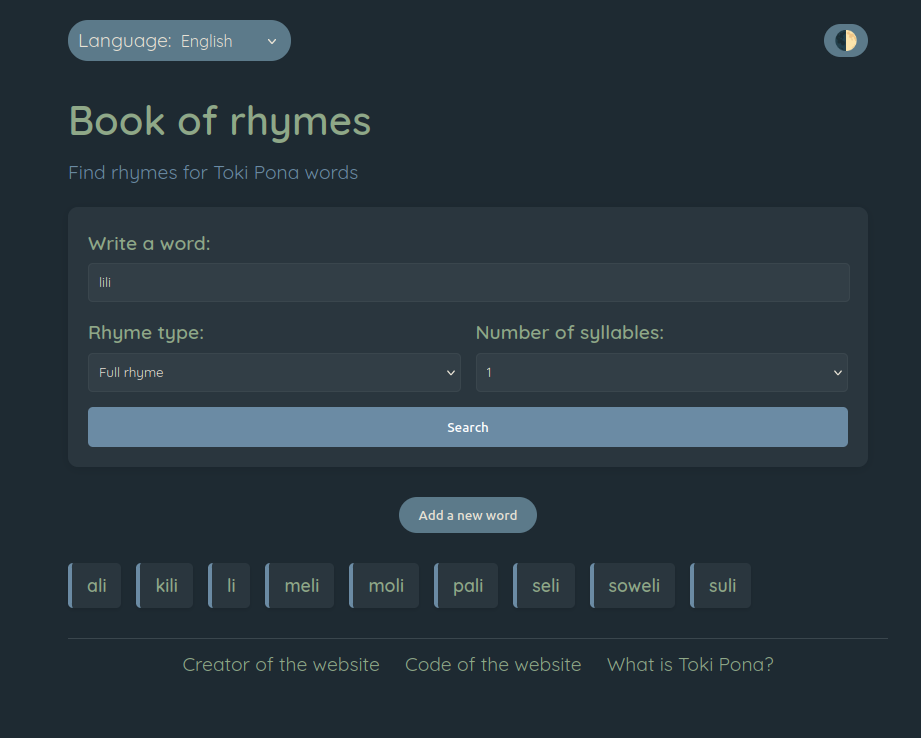 Language: English
Book of rhymes
Find rhymes for Toki Pona words
Write a word:
lili
Rhyme type: Number of syllables:
Full rhyme 1
Search
Add a new word
ali kili li meli moli pali seli soweli suli
Creator of the website Code of the website What is Toki Pona?